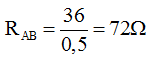 R_AB = 36/0,5 = 72Ω